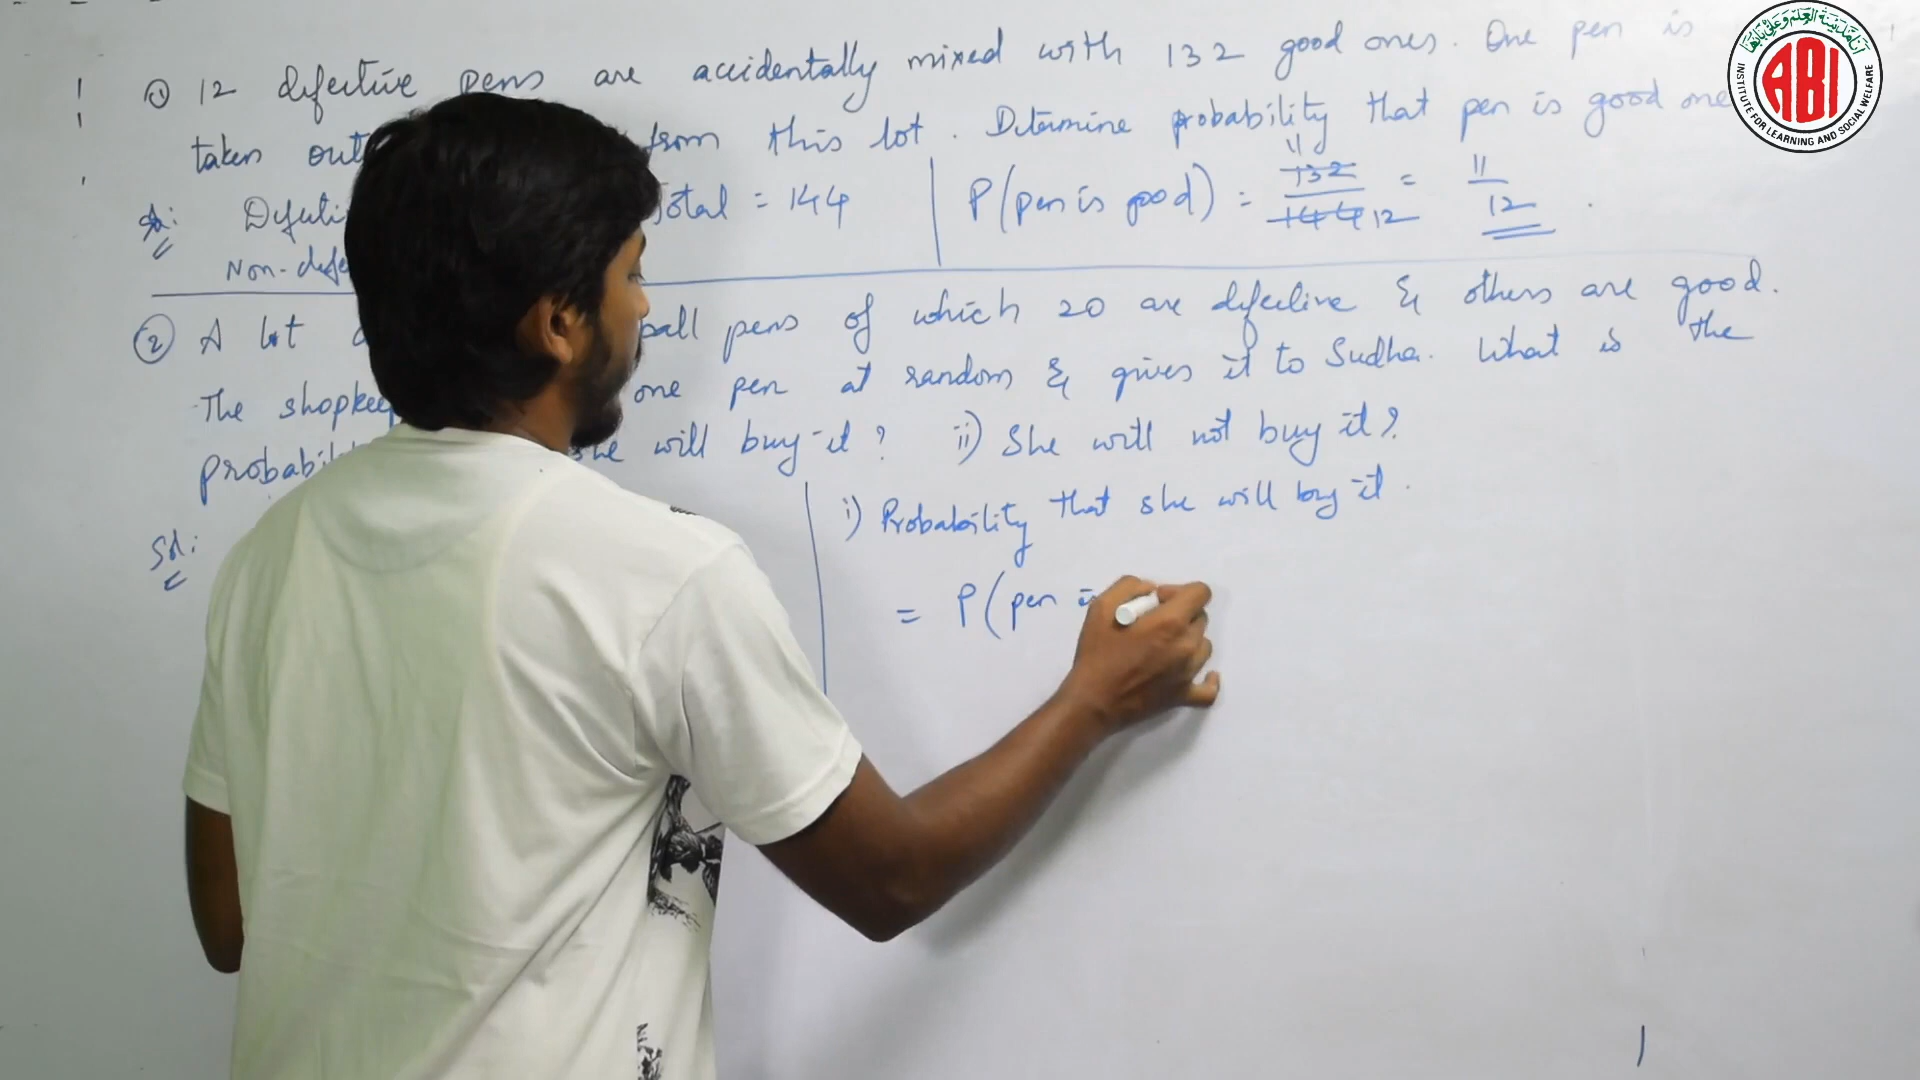 ① 12 defective pens are accidentally mixed with 132 good ones. One pen is
taken out from this lot. Determine probability that pen is good one
Total = 144 P(pen is good) = 132/144 = 11/12
11 12
Non-defe
② A lot ball pens of which 20 are defective & others are good.
The shopkeep one pen at random & gives it to Sudha. What is the
probabil she will buy it? ii) She will not buy it?
i) Probability that she will buy it.
Sol:
= P(pen i
ABI
INSTITUTE FOR LEARNING AND SOCIAL WELFARE